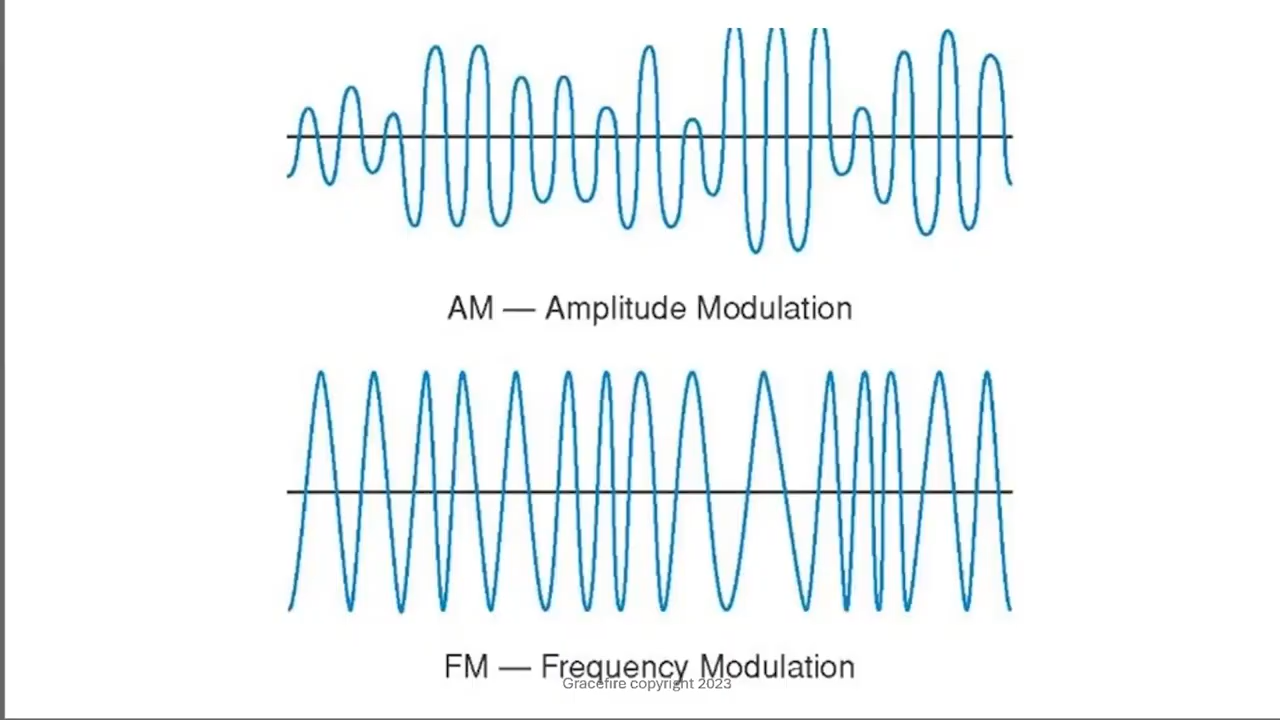 AM — Amplitude Modulation
FM — Frequency Modulation
Gracefire copyright 2023